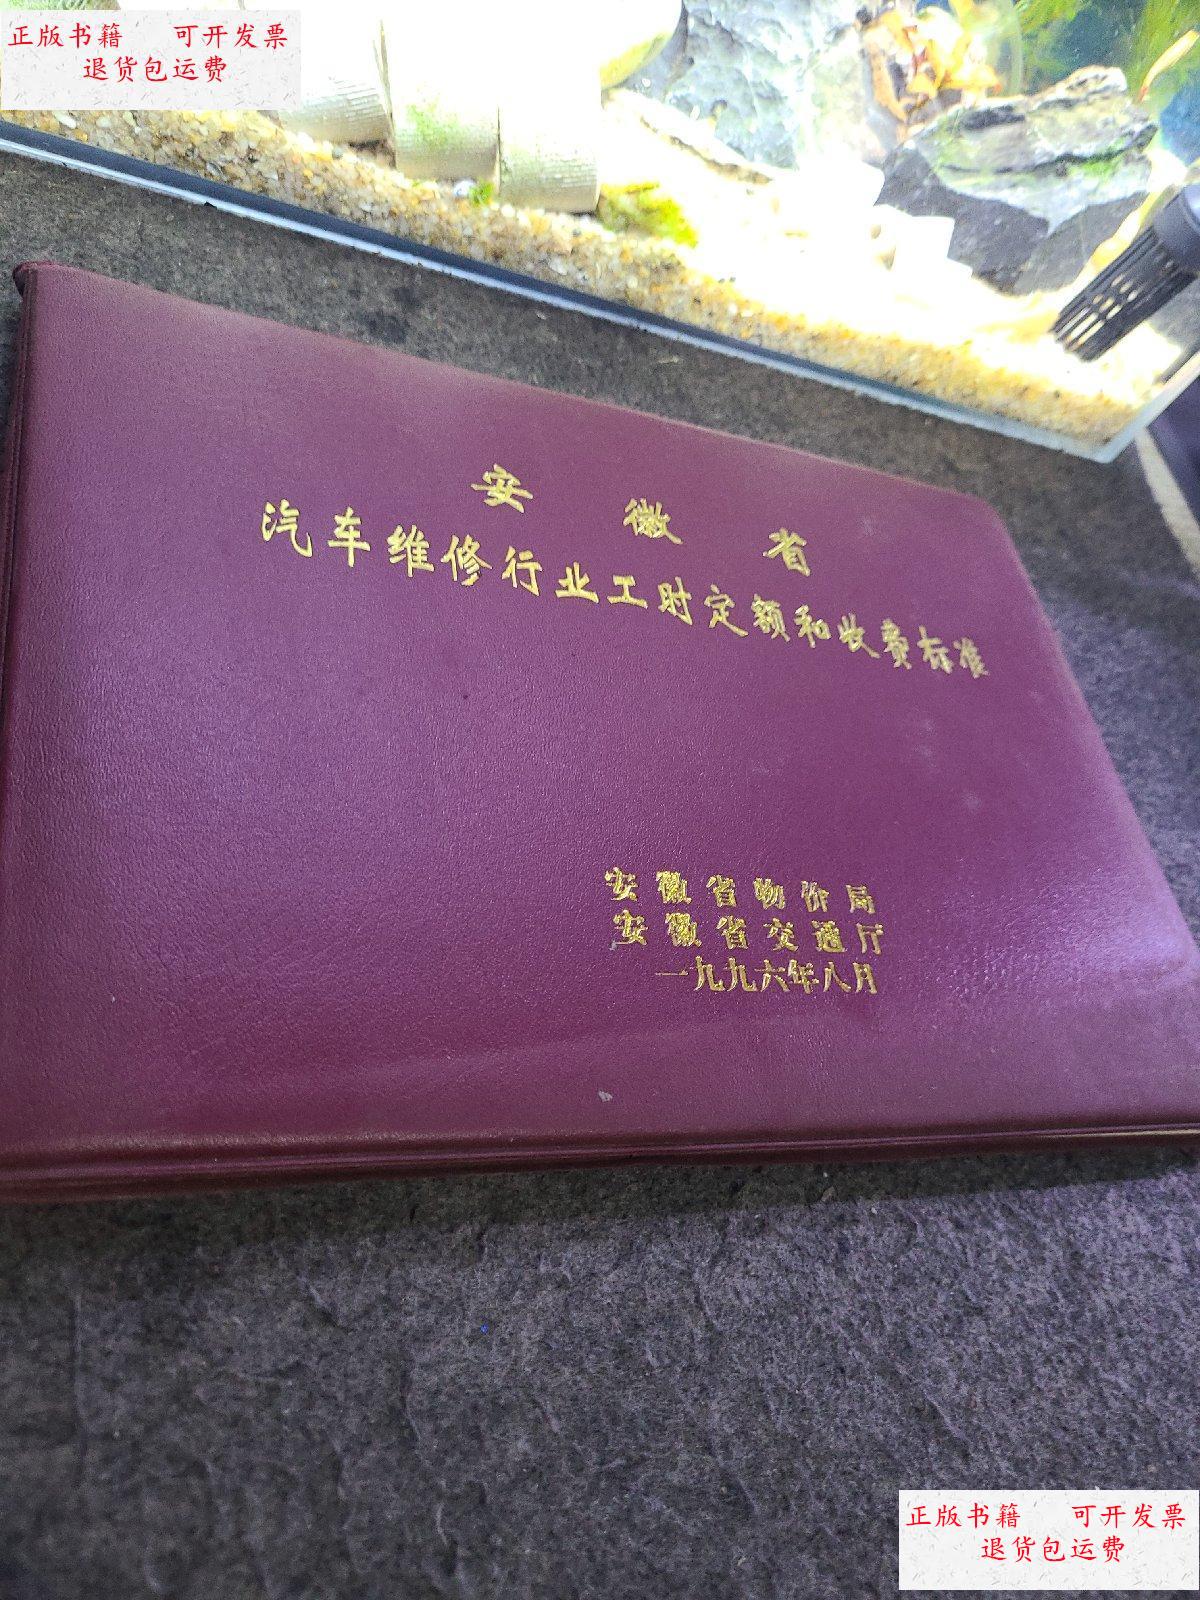 正版书籍 可开发票
退货包运费
安徽省
汽车维修行业工时定额和收费标准
安徽省物价局
安徽省交通厅
一九九六年八月
正版书籍 可开发票
退货包运费